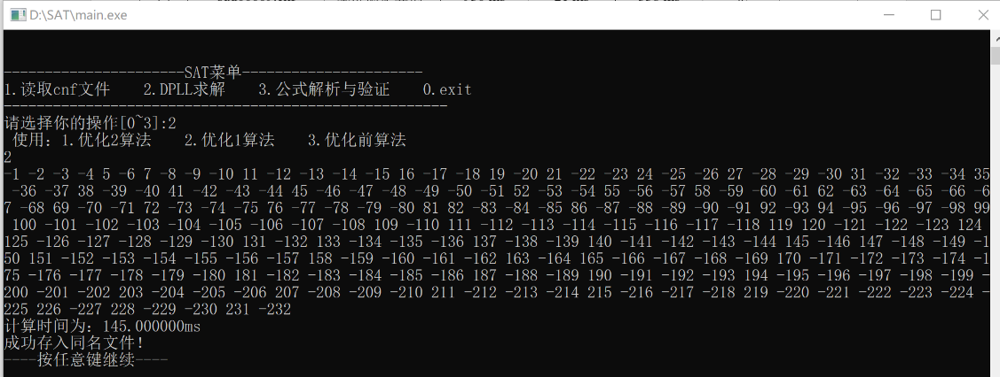 D:\SAT\main.exe
----------------------SAT菜单----------------------
1.读取cnf文件    2.DPLL求解    3.公式解析与验证    0.exit
------------------------------------------------------
请选择你的操作[0~3]:2
 使用：1.优化2算法    2.优化1算法    3.优化前算法
2
-1 -2 -3 -4 5 -6 7 -8 -9 -10 11 -12 -13 -14 -15 16 -17 -18 19 -20 21 -22 -23 24 -25 -26 27 -28 -29 -30 31 -32 -33 -34 35
 -36 -37 38 -39 -40 41 -42 -43 -44 45 -46 -47 -48 -49 -50 -51 52 -53 -54 55 -56 -57 58 -59 -60 -61 62 -63 -64 -65 -66 -6
7 -68 69 -70 -71 72 -73 -74 -75 76 -77 -78 -79 -80 81 82 -83 -84 -85 86 -87 -88 -89 -90 -91 92 -93 94 -95 -96 -97 -98 99
 100 -101 -102 -103 -104 -105 -106 -107 -108 109 -110 111 -112 -113 -114 -115 -116 -117 -118 119 120 -121 -122 -123 124
125 -126 -127 -128 -129 -130 131 -132 133 -134 -135 -136 137 -138 -139 140 -141 -142 -143 -144 145 -146 147 -148 -149 -1
50 151 -152 -153 -154 -155 -156 -157 158 -159 -160 -161 -162 163 -164 165 -166 -167 -168 -169 170 -171 -172 -173 -174 -1
75 -176 -177 -178 -179 -180 181 -182 -183 -184 -185 -186 187 -188 -189 190 -191 -192 -193 194 -195 -196 -197 -198 -199 -
200 -201 -202 203 -204 -205 -206 207 -208 -209 -210 211 -212 -213 -214 215 -216 -217 -218 219 -220 -221 -222 -223 -224 -
225 226 -227 228 -229 -230 231 -232
计算时间为：145.000000ms
成功存入同名文件！
----按任意键继续----